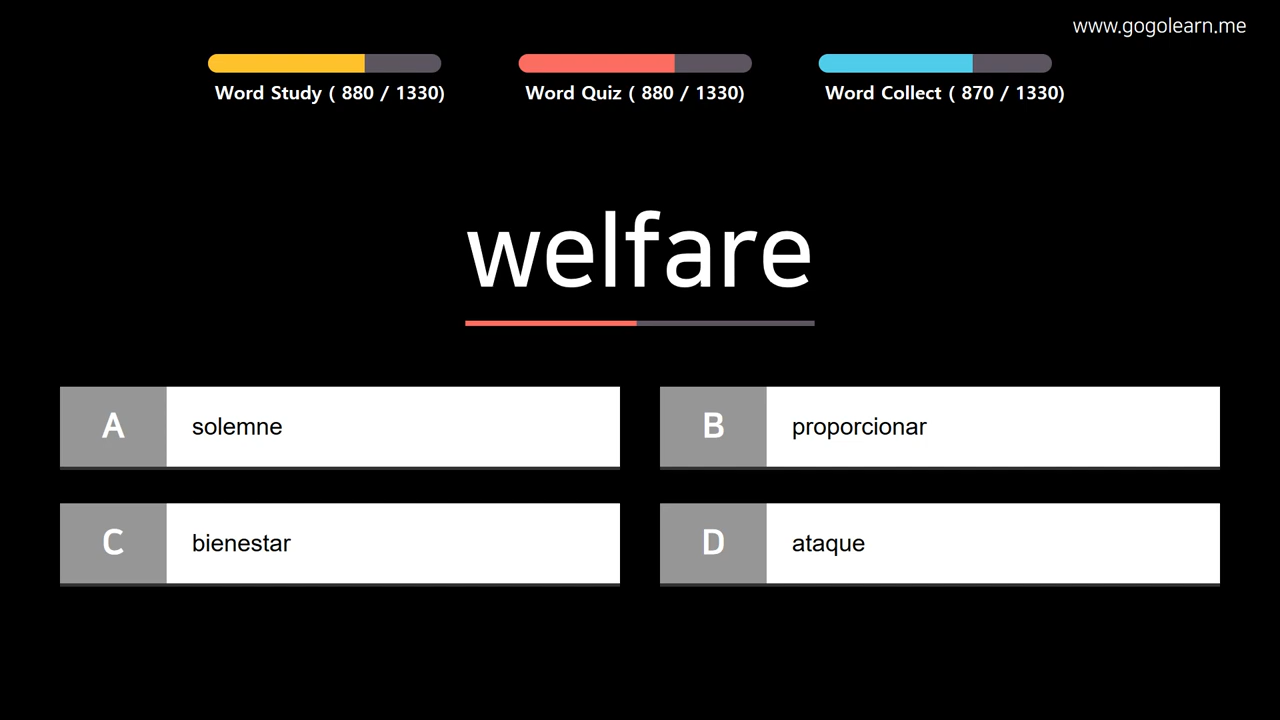 www.gogolearn.me
Word Study ( 880 / 1330)
Word Quiz ( 880 / 1330)
Word Collect ( 870 / 1330)
welfare
A solemne
B proporcionar
C bienestar
D ataque